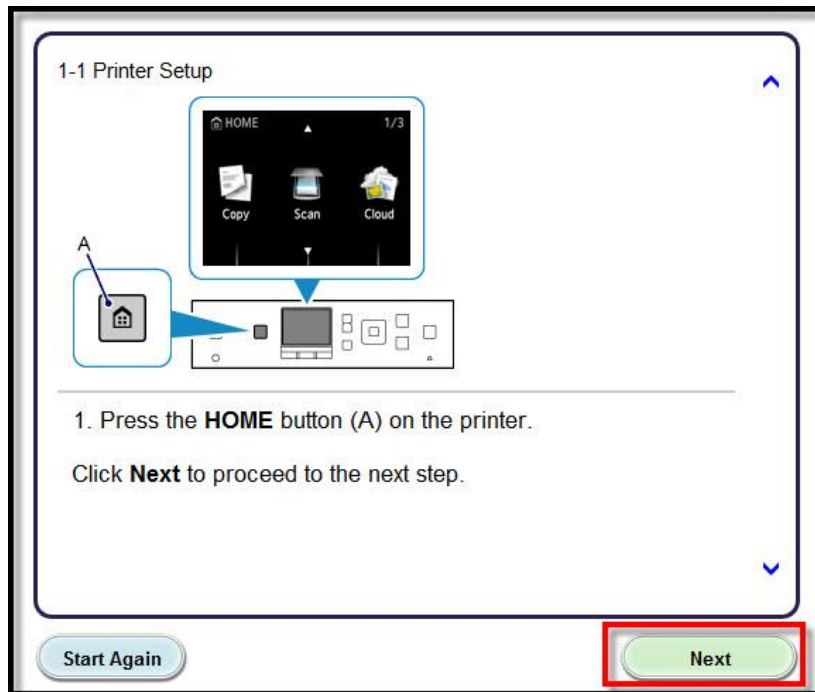 1-1 Printer Setup
HOME 1/3
Copy Scan Cloud
A
1. Press the HOME button (A) on the printer.
Click Next to proceed to the next step.
Start Again Next